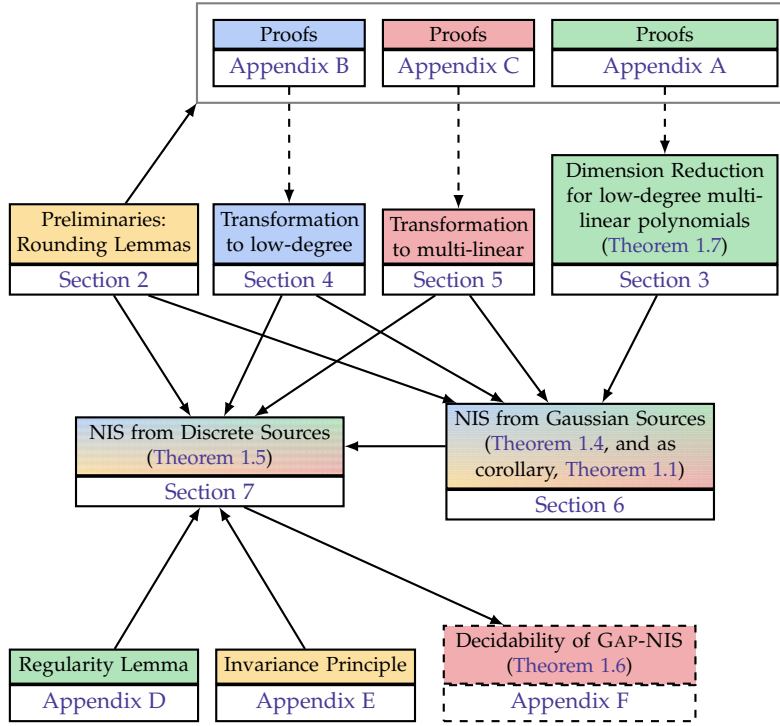 Proofs
Appendix B
Proofs
Appendix C
Proofs
Appendix A
Preliminaries:
Rounding Lemmas
Section 2
Transformation
to low-degree
Section 4
Transformation
to multi-linear
Section 5
Dimension Reduction
for low-degree multi-
linear polynomials
(Theorem 1.7)
Section 3
NIS from Discrete Sources
(Theorem 1.5)
Section 7
NIS from Gaussian Sources
(Theorem 1.4, and as
corollary, Theorem 1.1)
Section 6
Regularity Lemma
Appendix D
Invariance Principle
Appendix E
Decidability of GAP-NIS
(Theorem 1.6)
Appendix F